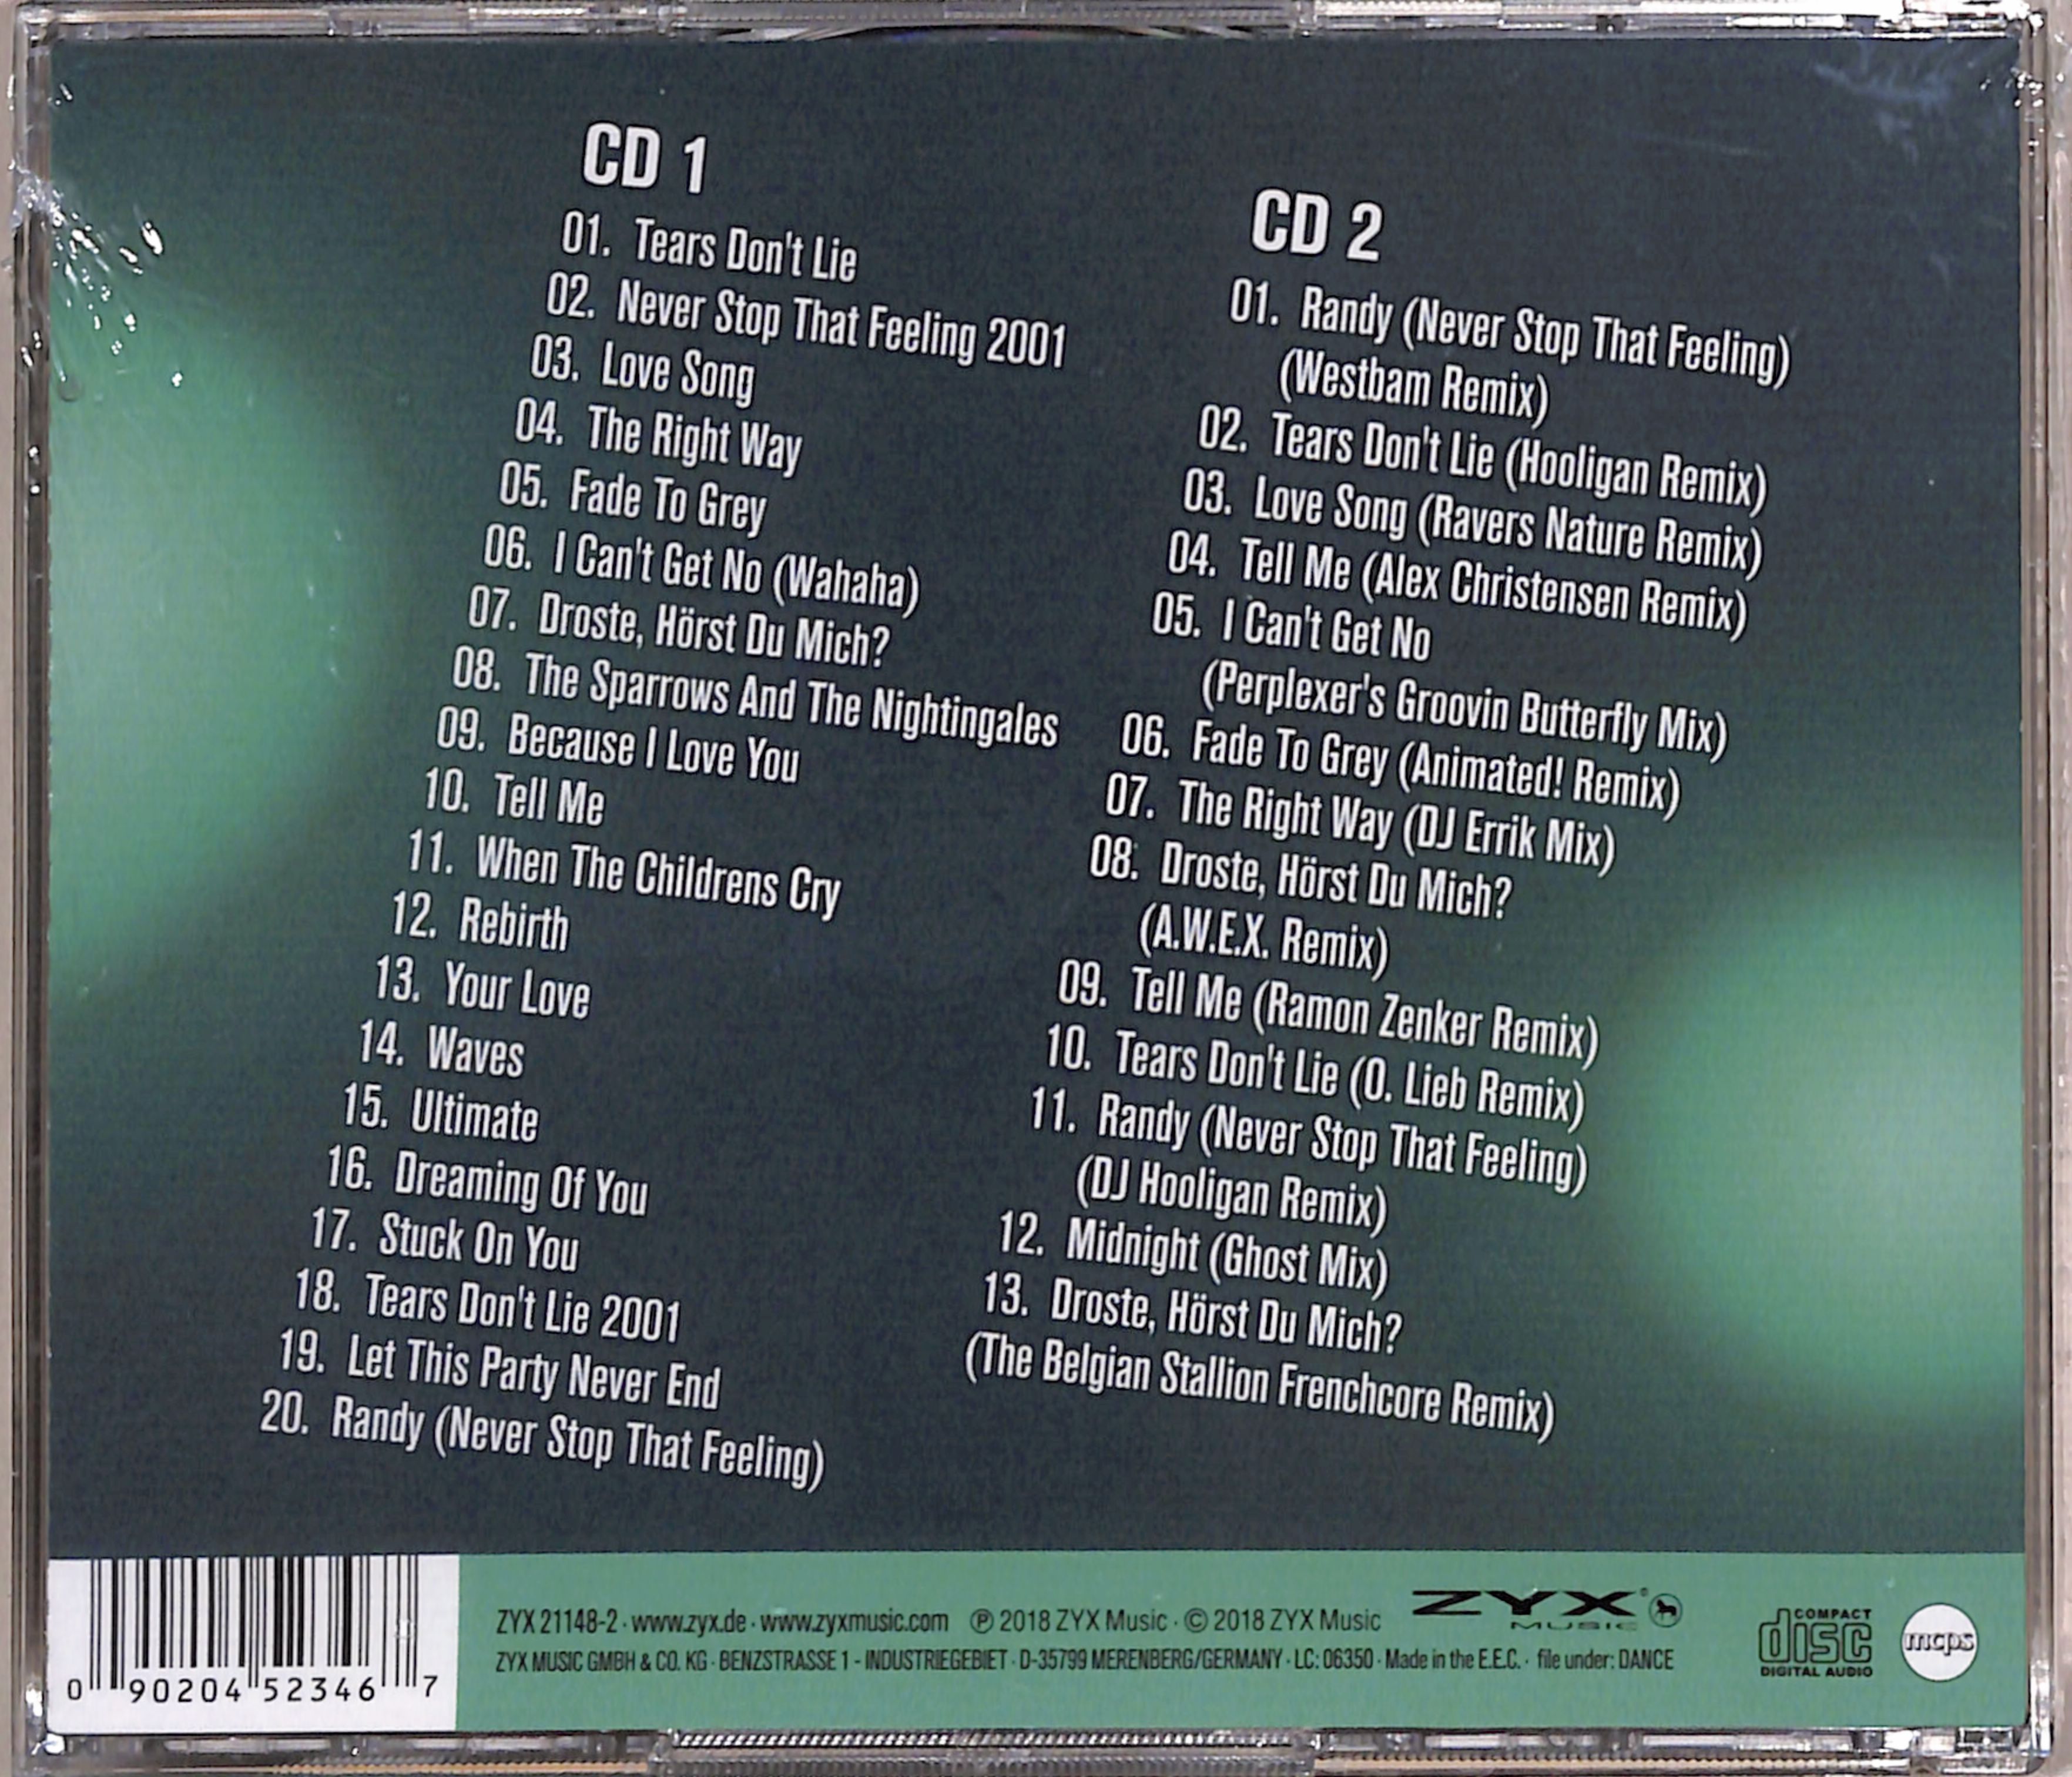 CD 1
01. Tears Don't Lie
02. Never Stop That Feeling 2001
03. Love Song
04. The Right Way
05. Fade To Grey
06. I Can't Get No (Wahaha)
07. Droste, Hörst Du Mich?
08. The Sparrows And The Nightingales
09. Because I Love You
10. Tell Me
11. When The Childrens Cry
12. Rebirth
13. Your Love
14. Waves
15. Ultimate
16. Dreaming Of You
17. Stuck On You
18. Tears Don't Lie 2001
19. Let This Party Never End
20. Randy (Never Stop That Feeling)
CD 2
01. Randy (Never Stop That Feeling)
(Westbam Remix)
02. Tears Don't Lie (Hooligan Remix)
03. Love Song (Ravers Nature Remix)
04. Tell Me (Alex Christensen Remix)
05. I Can't Get No
(Perplexer's Groovin Butterfly Mix)
06. Fade To Grey (Animated! Remix)
07. The Right Way (DJ Errik Mix)
08. Droste, Hörst Du Mich?
(A.W.E.X. Remix)
09. Tell Me (Ramon Zenker Remix)
10. Tears Don't Lie (O. Lieb Remix)
11. Randy (Never Stop That Feeling)
(DJ Hooligan Remix)
12. Midnight (Ghost Mix)
13. Droste, Hörst Du Mich?
(The Belgian Stallion Frenchcore Remix)
0 90204 52346 7
ZYX 21148-2 · www.zyx.de · www.zyxmusic.com ℗ 2018 ZYX Music · © 2018 ZYX Music
ZYX MUSIC GMBH & CO. KG · BENZSTRASSE 1 - INDUSTRIEGEBIET · D-35799 MERENBERG/GERMANY · LC: 06350 · Made in the E.E.C. · file under: DANCE
ZYX®
MUSIC
COMPACT
disc
DIGITAL AUDIO
mcps